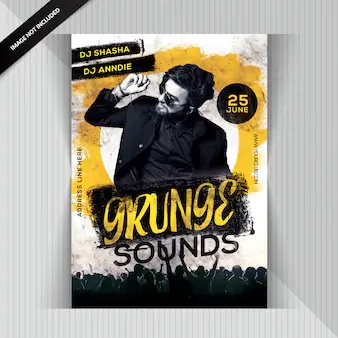 IMAGE NOT INCLUDED
DJ SHASHA
DJ ANNDIE
25
JUNE
ADDRESS LINE HERE
GRUNGE
SOUNDS